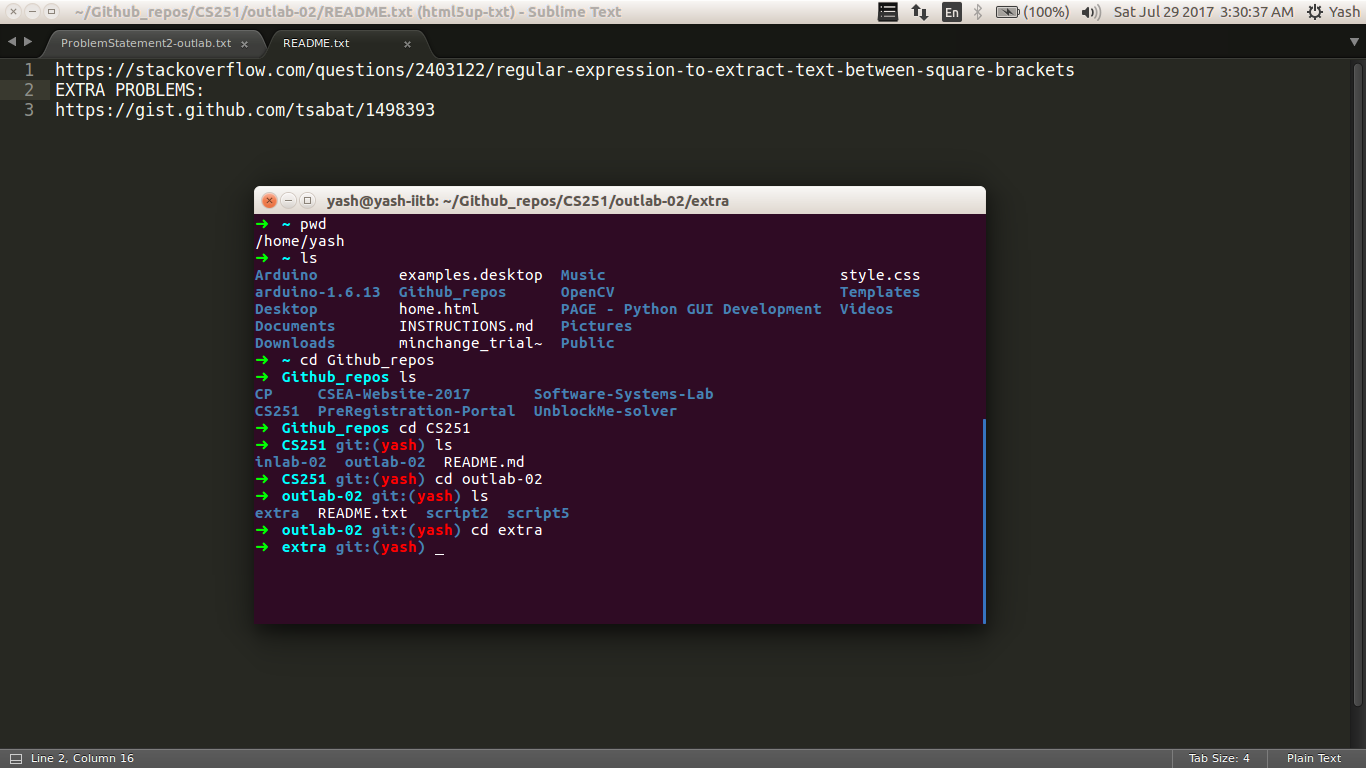 ~/Github_repos/CS251/outlab-02/README.txt (html5up-txt) - Sublime Text En (100%) Sat Jul 29 2017 3:30:37 AM Yash
ProblemStatement2-outlab.txt × README.txt ×
1 https://stackoverflow.com/questions/2403122/regular-expression-to-extract-text-between-square-brackets
2 EXTRA PROBLEMS:
3 https://gist.github.com/tsabat/1498393
yash@yash-iitb: ~/Github_repos/CS251/outlab-02/extra
➜ ~ pwd
/home/yash
➜ ~ ls
Arduino examples.desktop Music style.css
arduino-1.6.13 Github_repos OpenCV Templates
Desktop home.html PAGE - Python GUI Development Videos
Documents INSTRUCTIONS.md Pictures
Downloads minchange_trial~ Public
➜ ~ cd Github_repos
➜ Github_repos ls
CP CSEA-Website-2017 Software-Systems-Lab
CS251 PreRegistration-Portal UnblockMe-solver
➜ Github_repos cd CS251
➜ CS251 git:(yash) ls
inlab-02 outlab-02 README.md
➜ CS251 git:(yash) cd outlab-02
➜ outlab-02 git:(yash) ls
extra README.txt script2 script5
➜ outlab-02 git:(yash) cd extra
➜ extra git:(yash) _
Line 2, Column 16 Tab Size: 4 Plain Text